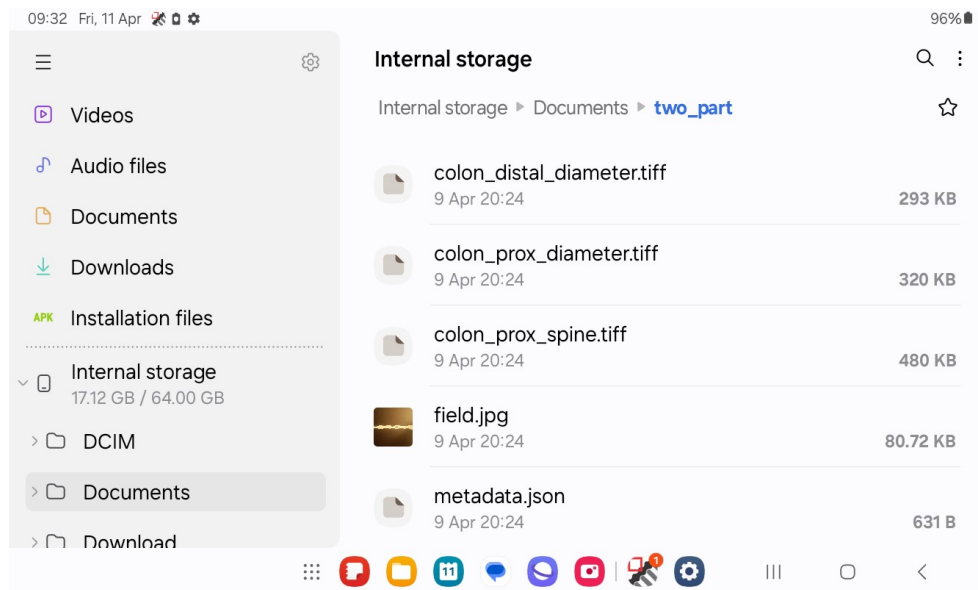 09:32 Fri, 11 Apr
96%
Videos
Audio files
Documents
Downloads
APK Installation files
Internal storage
17.12 GB / 64.00 GB
DCIM
Documents
Download
Internal storage
Internal storage Documents two_part
colon_distal_diameter.tiff
9 Apr 20:24
293 KB
colon_prox_diameter.tiff
9 Apr 20:24
320 KB
colon_prox_spine.tiff
9 Apr 20:24
480 KB
field.jpg
9 Apr 20:24
80.72 KB
metadata.json
9 Apr 20:24
631 B
11
1